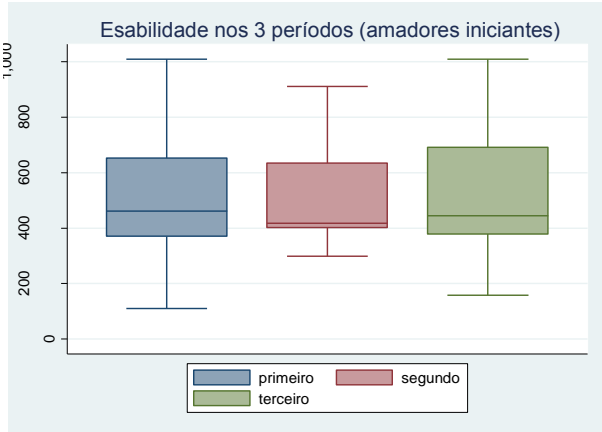 Esabilidade nos 3 períodos (amadores iniciantes)
1,000
800
600
400
200
0
primeiro segundo
terceiro